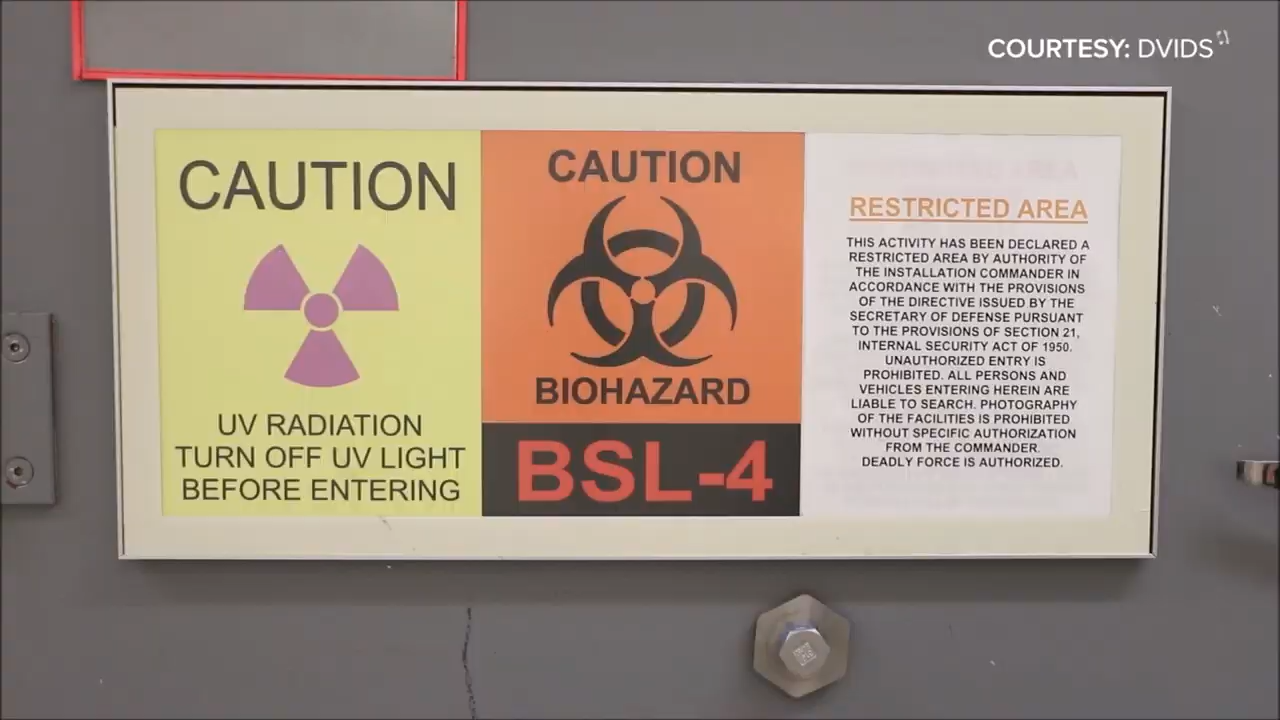 COURTESY: DVIDS
CAUTION
UV RADIATION
TURN OFF UV LIGHT
BEFORE ENTERING
CAUTION
BIOHAZARD
BSL-4
RESTRICTED AREA
THIS ACTIVITY HAS BEEN DECLARED A
RESTRICTED AREA BY AUTHORITY OF
THE INSTALLATION COMMANDER IN
ACCORDANCE WITH THE PROVISIONS
OF THE DIRECTIVE ISSUED BY THE
SECRETARY OF DEFENSE PURSUANT
TO THE PROVISIONS OF SECTION 21,
INTERNAL SECURITY ACT OF 1950.
UNAUTHORIZED ENTRY IS
PROHIBITED. ALL PERSONS AND
VEHICLES ENTERING HEREIN ARE
LIABLE TO SEARCH. PHOTOGRAPHY
OF THE FACILITIES IS PROHIBITED
WITHOUT SPECIFIC AUTHORIZATION
FROM THE COMMANDER.
DEADLY FORCE IS AUTHORIZED.